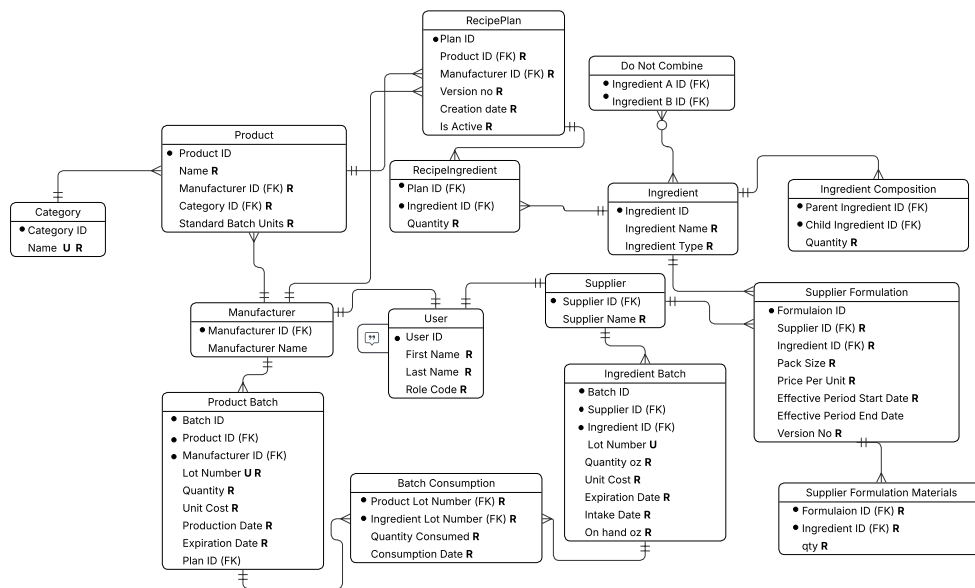 RecipePlan
Plan ID
Product ID (FK) R
Manufacturer ID (FK) R
Version no R
Creation date R
Is Active R
Do Not Combine
Ingredient A ID (FK)
Ingredient B ID (FK)
Product
Product ID
Name R
Manufacturer ID (FK) R
Category ID (FK) R
Standard Batch Units R
RecipeIngredient
Plan ID (FK)
Ingredient ID (FK)
Quantity R
Ingredient
Ingredient ID
Ingredient Name R
Ingredient Type R
Ingredient Composition
Parent Ingredient ID (FK)
Child Ingredient ID (FK)
Quantity R
Category
Category ID
Name U R
Manufacturer
Manufacturer ID (FK)
Manufacturer Name
User
User ID
First Name R
Last Name R
Role Code R
Supplier
Supplier ID (FK)
Supplier Name R
Supplier Formulation
Formulaion ID
Supplier ID (FK) R
Ingredient ID (FK) R
Pack Size R
Price Per Unit R
Effective Period Start Date R
Effective Period End Date
Version No R
Product Batch
Batch ID
Product ID (FK)
Manufacturer ID (FK)
Lot Number U R
Quantity R
Unit Cost R
Production Date R
Expiration Date R
Plan ID (FK)
Ingredient Batch
Batch ID
Supplier ID (FK)
Ingredient ID (FK)
Lot Number U
Quantity oz R
Unit Cost R
Expiration Date R
Intake Date R
On hand oz R
Batch Consumption
Product Lot Number (FK) R
Ingredient Lot Number (FK) R
Quantity Consumed R
Consumption Date R
Supplier Formulation Materials
Formulaion ID (FK) R
Ingredient ID (FK) R
qty R